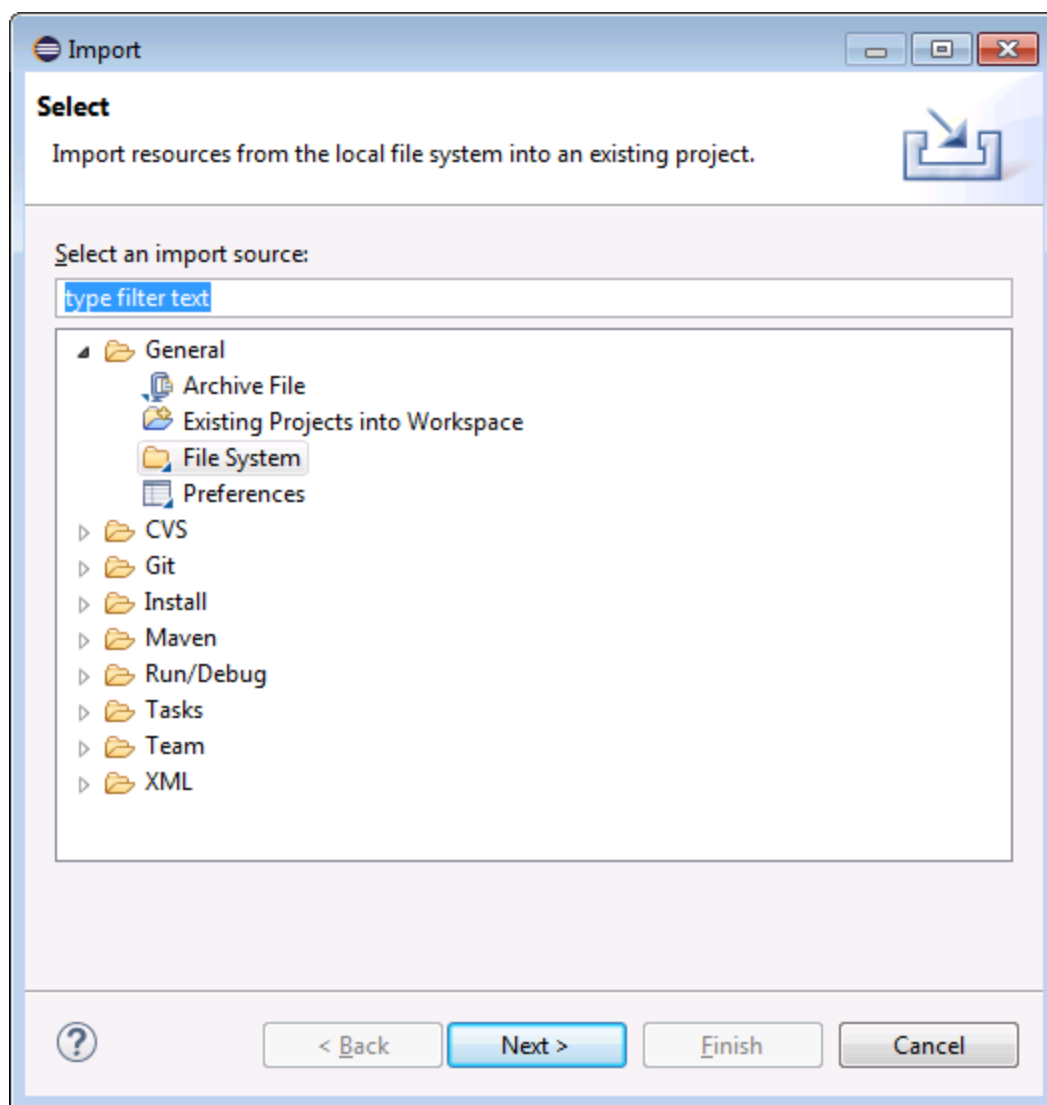 Import
Select
Import resources from the local file system into an existing project.
Select an import source:
type filter text
General
Archive File
Existing Projects into Workspace
File System
Preferences
CVS
Git
Install
Maven
Run/Debug
Tasks
Team
XML
? < Back Next > Finish Cancel